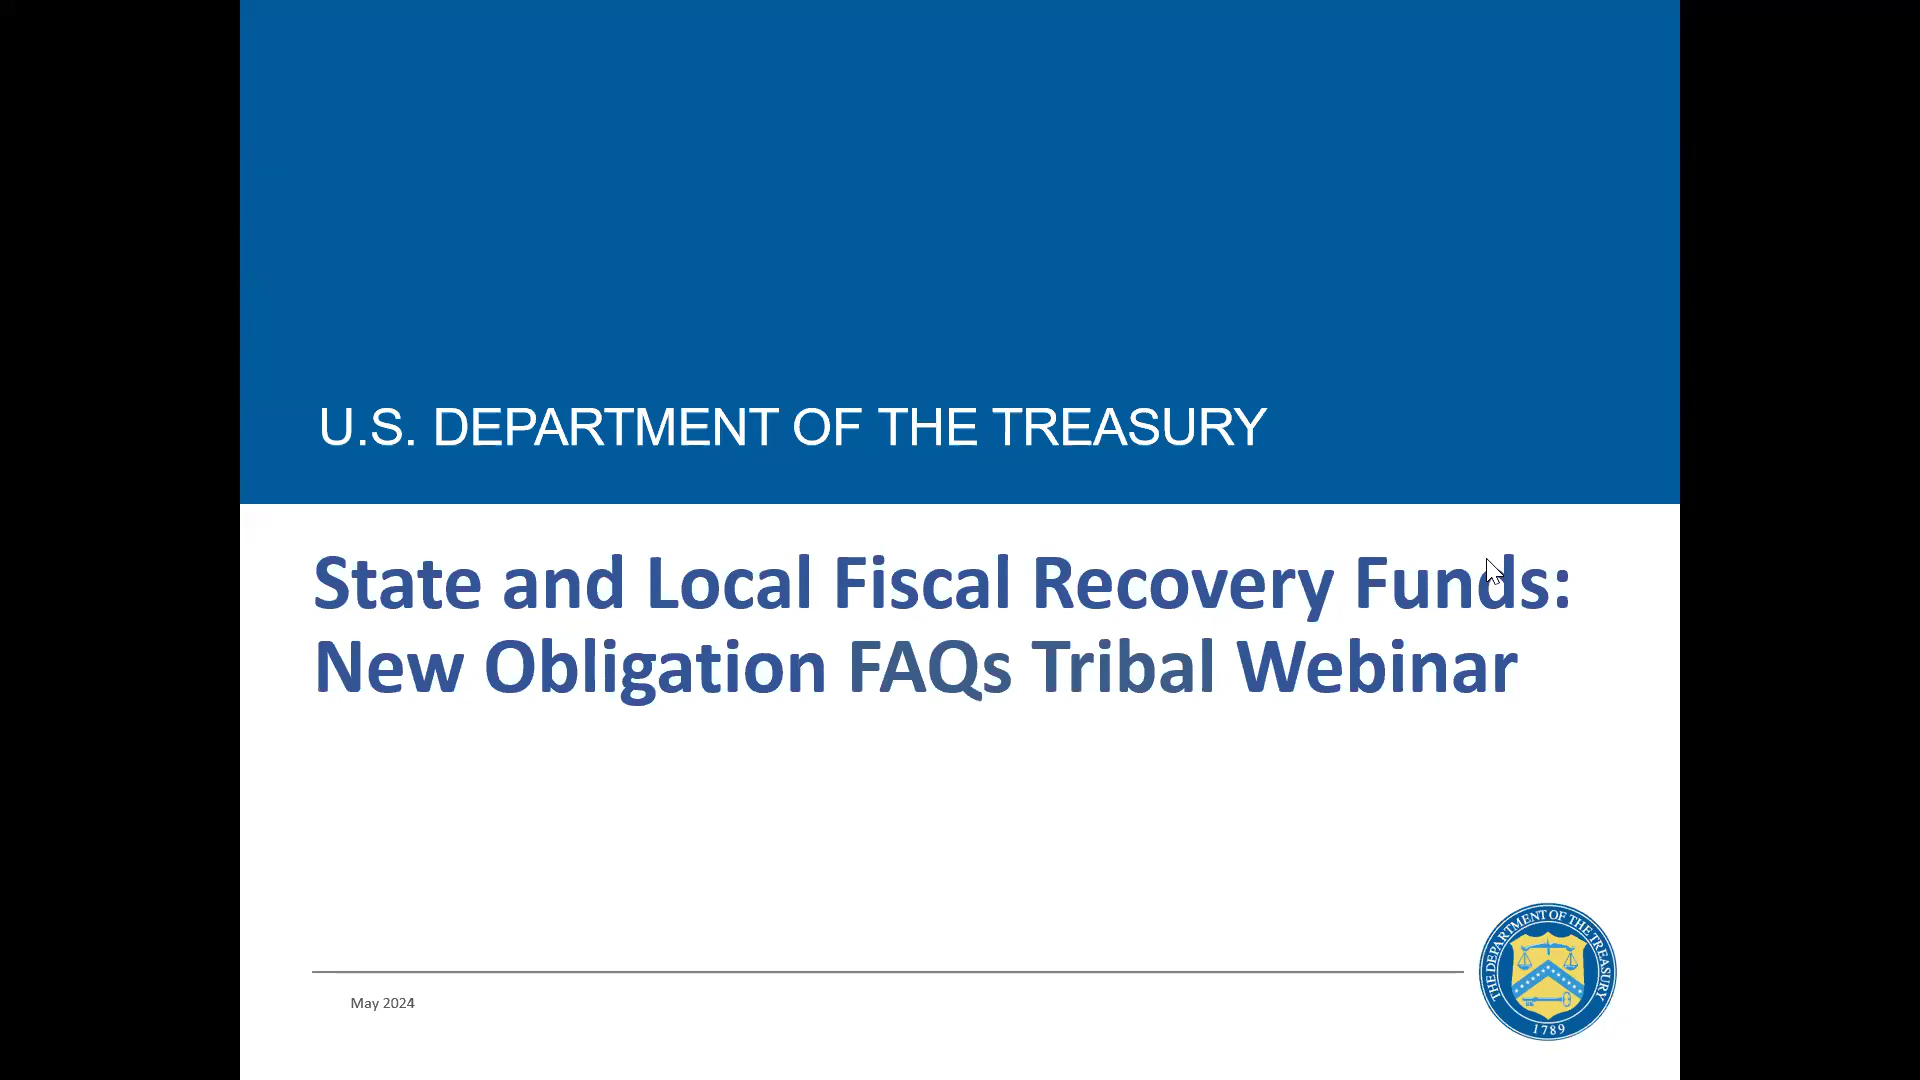 U.S. DEPARTMENT OF THE TREASURY
State and Local Fiscal Recovery Funds:
New Obligation FAQs Tribal Webinar
THE DEPARTMENT OF THE TREASURY
1789
May 2024